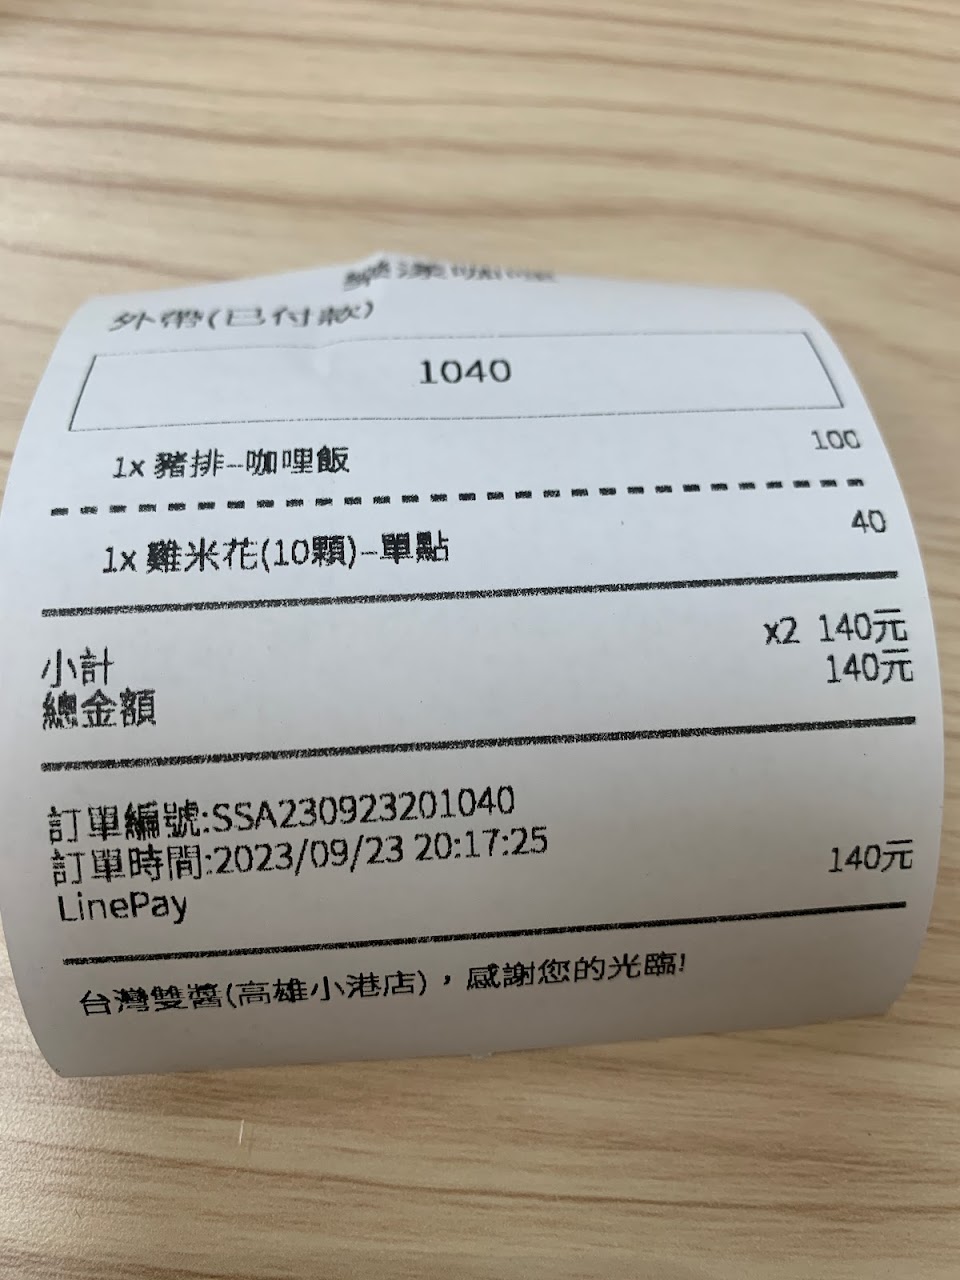 外帶(已付款)
1040
1x 豬排--咖哩飯 100
1x 雞米花(10顆)--單點 40
小計 x2 140元
總金額 140元
訂單編號:SSA230923201040
訂單時間:2023/09/23 20:17:25
LinePay 140元
台灣雙醬(高雄小港店)，感謝您的光臨!